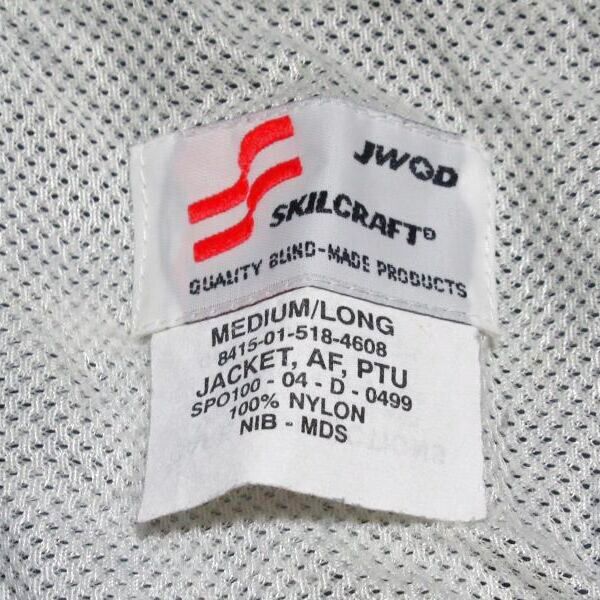 JWOD
SKILCRAFT®
QUALITY BLIND-MADE PRODUCTS
MEDIUM/LONG
8415-01-518-4608
JACKET, AF, PTU
SPO100 - 04 - D - 0499
100% NYLON
NIB - MDS